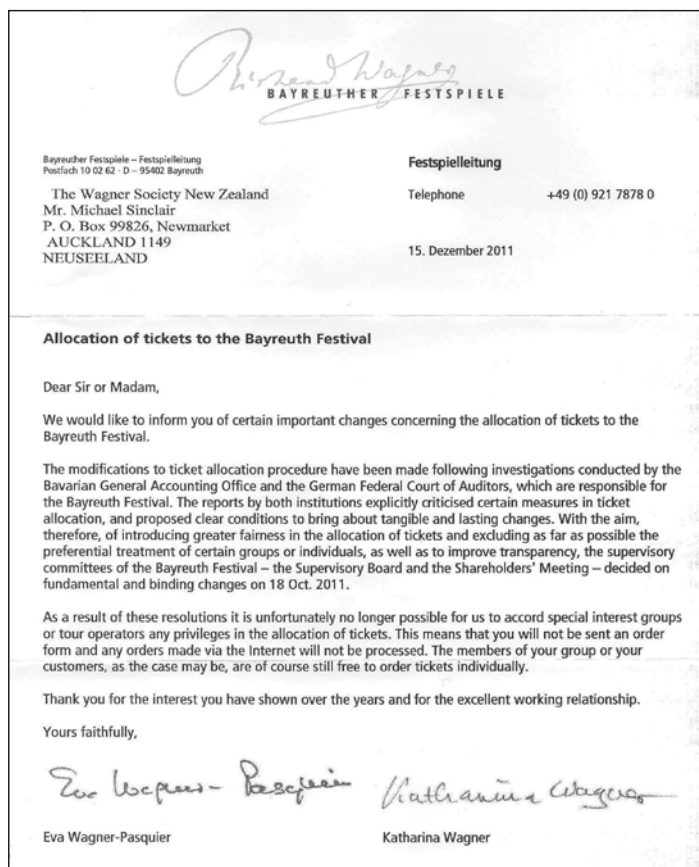 Richard Wagner
BAYREUTHER FESTSPIELE
Bayreuther Festspiele – Festspielleitung
Postfach 10 02 62 · D – 95402 Bayreuth
The Wagner Society New Zealand
Mr. Michael Sinclair
P. O. Box 99826, Newmarket
AUCKLAND 1149
NEUSEELAND
Festspielleitung
Telephone +49 (0) 921 7878 0
15. Dezember 2011
Allocation of tickets to the Bayreuth Festival
Dear Sir or Madam,
We would like to inform you of certain important changes concerning the allocation of tickets to the
Bayreuth Festival.
The modifications to ticket allocation procedure have been made following investigations conducted by the
Bavarian General Accounting Office and the German Federal Court of Auditors, which are responsible for
the Bayreuth Festival. The reports by both institutions explicitly criticised certain measures in ticket
allocation, and proposed clear conditions to bring about tangible and lasting changes. With the aim,
therefore, of introducing greater fairness in the allocation of tickets and excluding as far as possible the
preferential treatment of certain groups or individuals, as well as to improve transparency, the supervisory
committees of the Bayreuth Festival – the Supervisory Board and the Shareholders' Meeting – decided on
fundamental and binding changes on 18 Oct. 2011.
As a result of these resolutions it is unfortunately no longer possible for us to accord special interest groups
or tour operators any privileges in the allocation of tickets. This means that you will not be sent an order
form and any orders made via the Internet will not be processed. The members of your group or your
customers, as the case may be, are of course still free to order tickets individually.
Thank you for the interest you have shown over the years and for the excellent working relationship.
Yours faithfully,
Eva Wagner-Pasquier Katharina Wagner
Eva Wagner-Pasquier Katharina Wagner